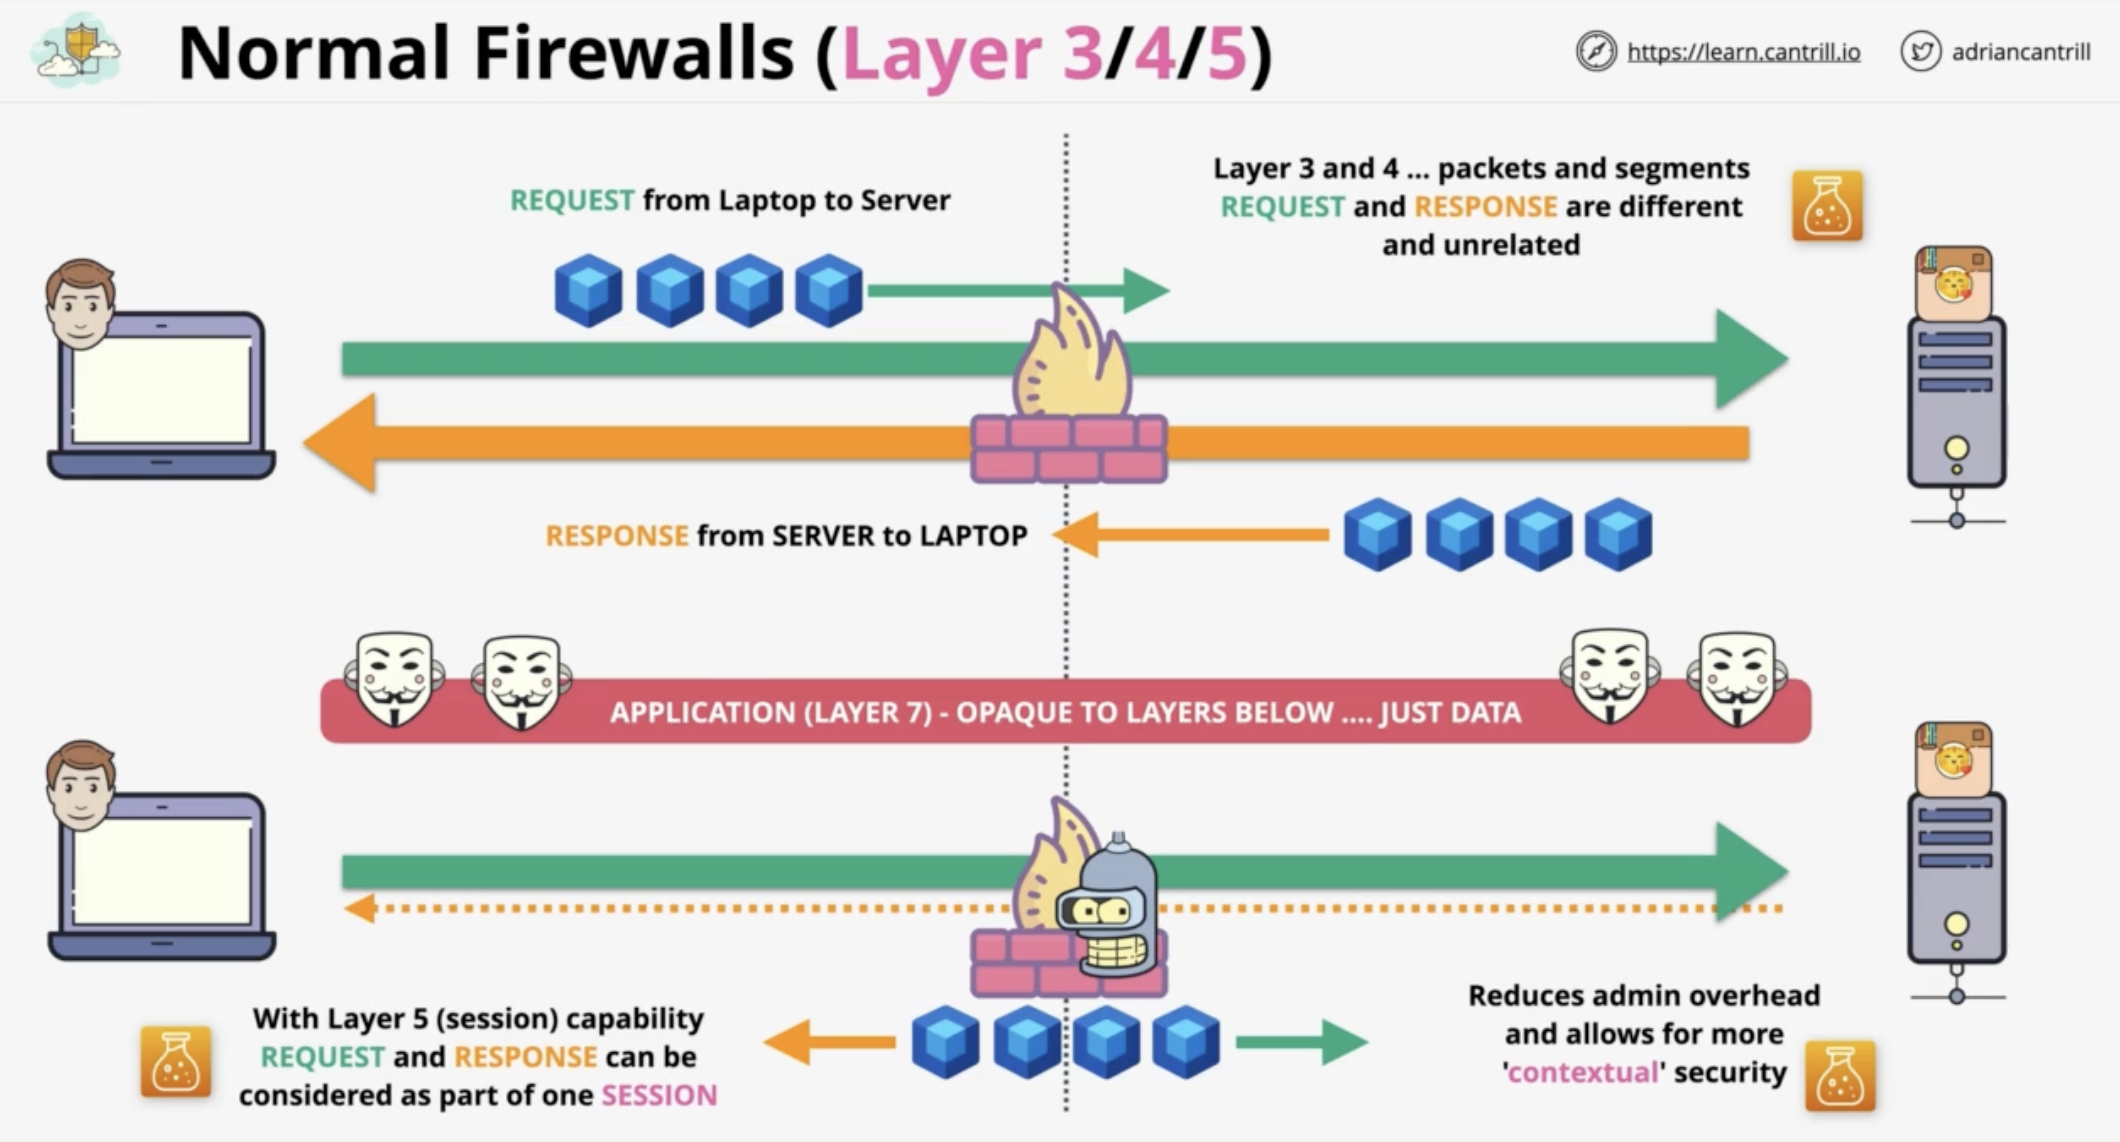 Normal Firewalls (Layer 3/4/5)
https://learn.cantrill.io
adriancantrill
REQUEST from Laptop to Server
Layer 3 and 4 ... packets and segments
REQUEST and RESPONSE are different
and unrelated
RESPONSE from SERVER to LAPTOP
APPLICATION (LAYER 7) - OPAQUE TO LAYERS BELOW .... JUST DATA
With Layer 5 (session) capability
REQUEST and RESPONSE can be
considered as part of one SESSION
Reduces admin overhead
and allows for more
'contextual' security